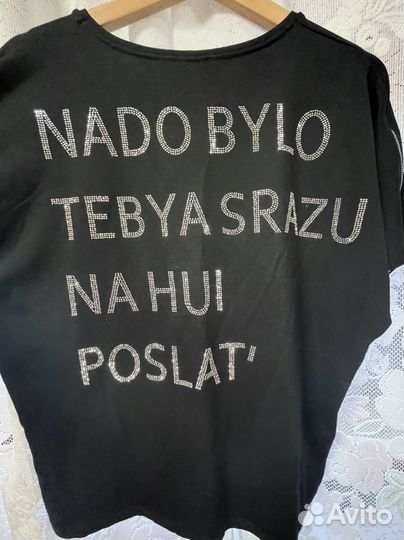 NADO BYLO
TEBYA SRAZU
NA HUI
POSLAT'
Avito